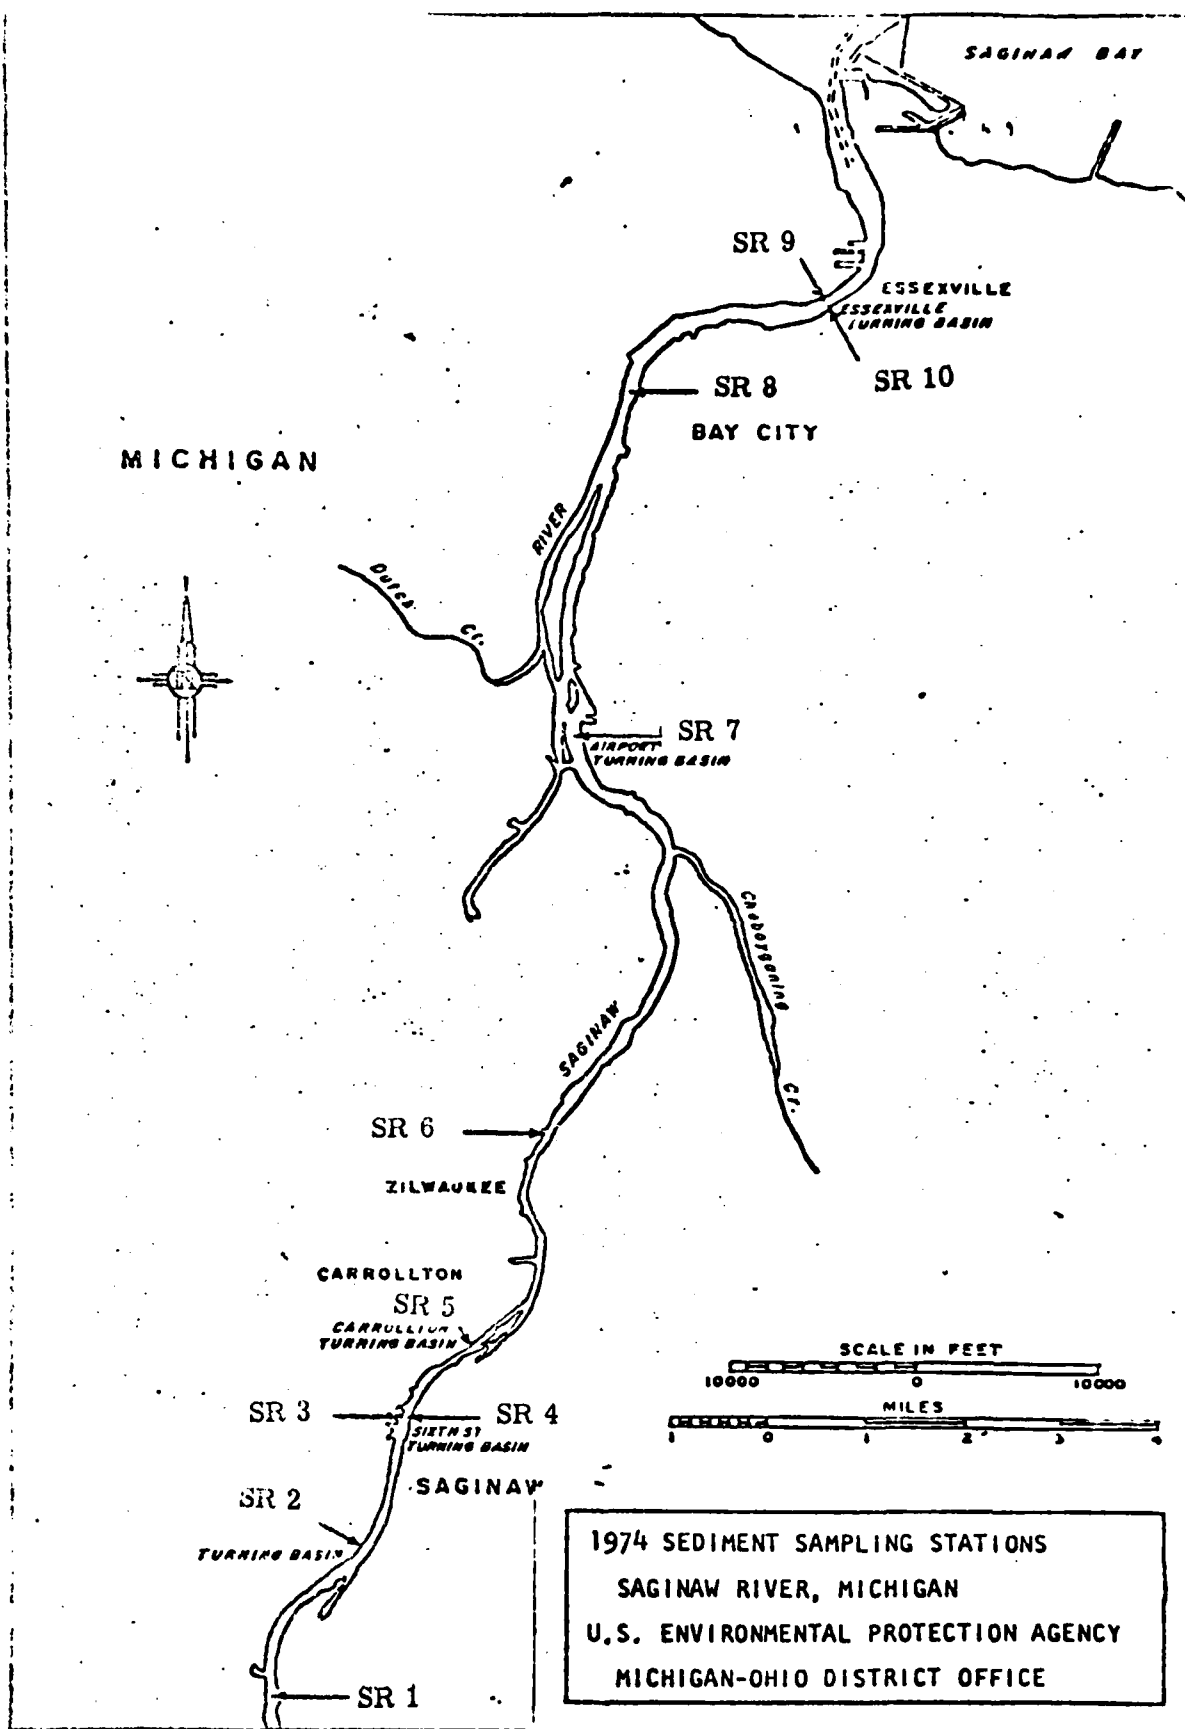 SAGINAW BAY
SR 9
ESSEXVILLE
ESSEXVILLE
TURNING BASIN
SR 10
SR 8
BAY CITY
MICHIGAN
RIVER
Dutch
Cr.
N
SR 7
AIRPORT
TURNING BASIN
Cheboyganing
Cr.
SAGINAW
SR 6
ZILWAUKEE
CARROLLTON
SR 5
CARROLLTON
TURNING BASIN
SCALE IN FEET
10000 0 10000
MILES
1 0 1 2 3 4
SR 3
SR 4
SIXTH ST
TURNING BASIN
SAGINAW
SR 2
TURNING BASIN
1974 SEDIMENT SAMPLING STATIONS
SAGINAW RIVER, MICHIGAN
U.S. ENVIRONMENTAL PROTECTION AGENCY
MICHIGAN-OHIO DISTRICT OFFICE
SR 1